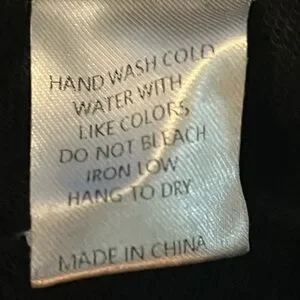 HAND WASH COLD
WATER WITH
LIKE COLORS
DO NOT BLEACH
IRON LOW
HANG TO DRY
MADE IN CHINA